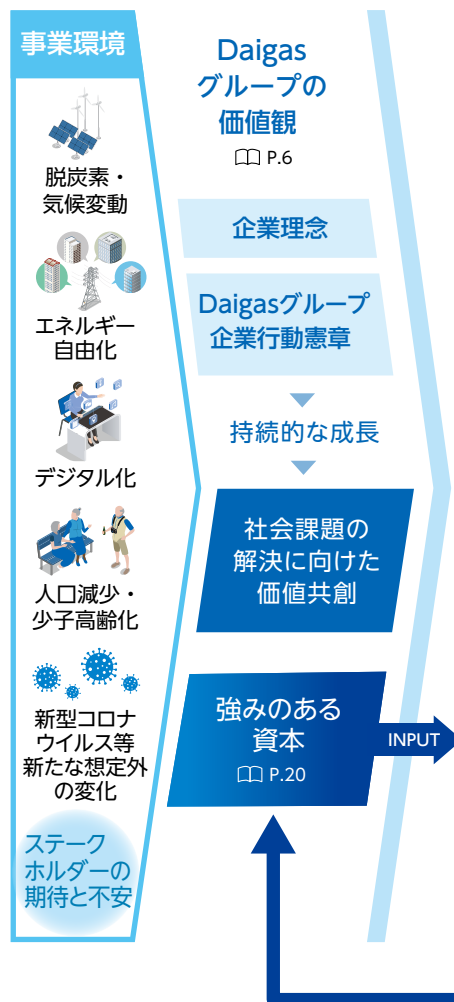 事業環境
脱炭素・
気候変動
エネルギー
自由化
デジタル化
人口減少・
少子高齢化
新型コロナ
ウイルス等
新たな想定外
の変化
ステーク
ホルダーの
期待と不安
Daigas
グループの
価値観
P.6
企業理念
Daigasグループ
企業行動憲章
持続的な成長
社会課題の
解決に向けた
価値共創
強みのある
資本
P.20
INPUT